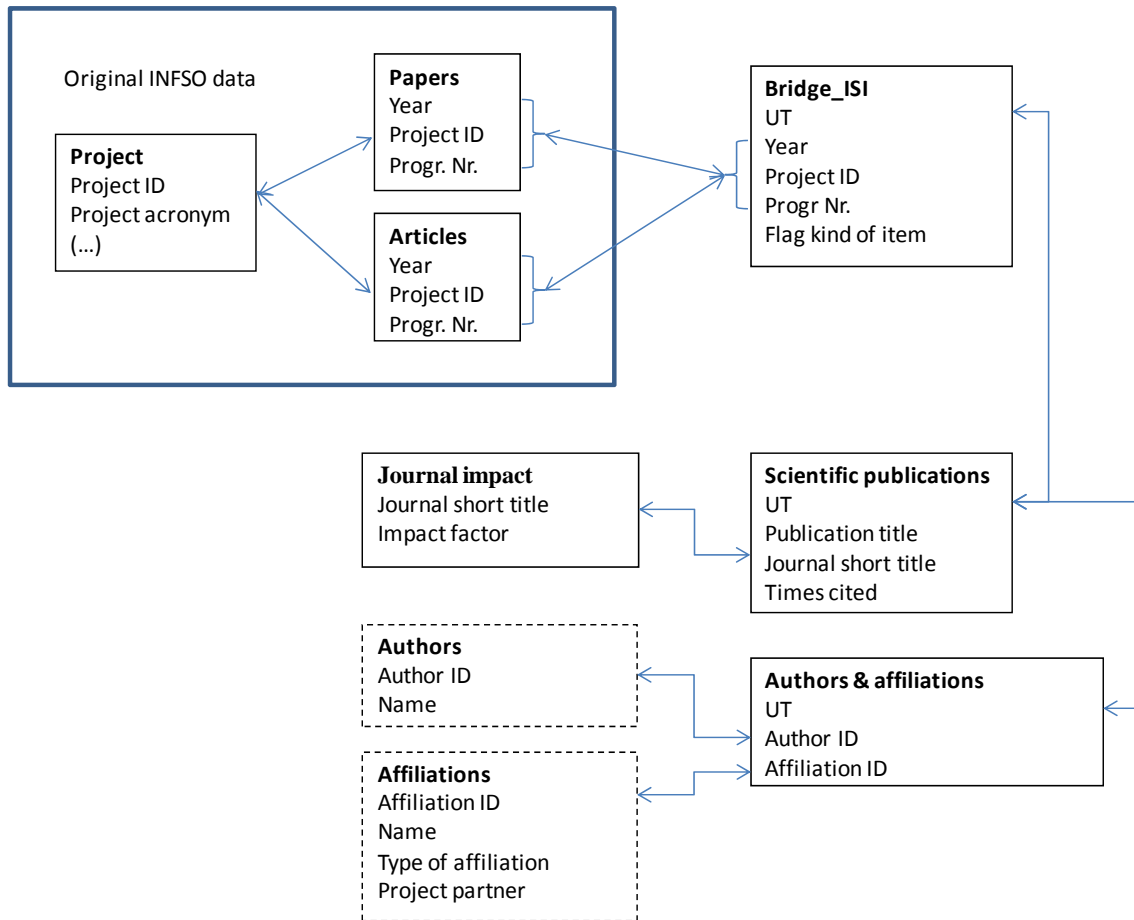 Original INFSO data
Project
Project ID
Project acronym
(...)
Papers
Year
Project ID
Progr. Nr.
Articles
Year
Project ID
Progr. Nr.
Bridge_ISI
UT
Year
Project ID
Progr Nr.
Flag kind of item
Journal impact
Journal short title
Impact factor
Scientific publications
UT
Publication title
Journal short title
Times cited
Authors
Author ID
Name
Authors & affiliations
UT
Author ID
Affiliation ID
Affiliations
Affiliation ID
Name
Type of affiliation
Project partner